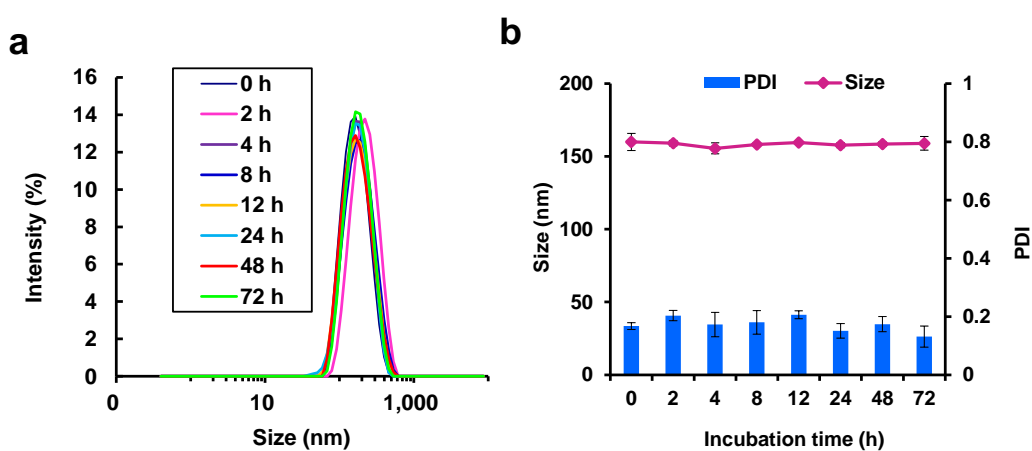 a
Intensity (%)
16
14
12
10
8
6
4
2
0
0 h
2 h
4 h
8 h
12 h
24 h
48 h
72 h
0
10
1,000
Size (nm)
b
Size (nm)
200
150
100
50
0
PDI
Size
1
0.8
0.6
0.4
0.2
0
PDI
0 2 4 8 12 24 48 72
Incubation time (h)